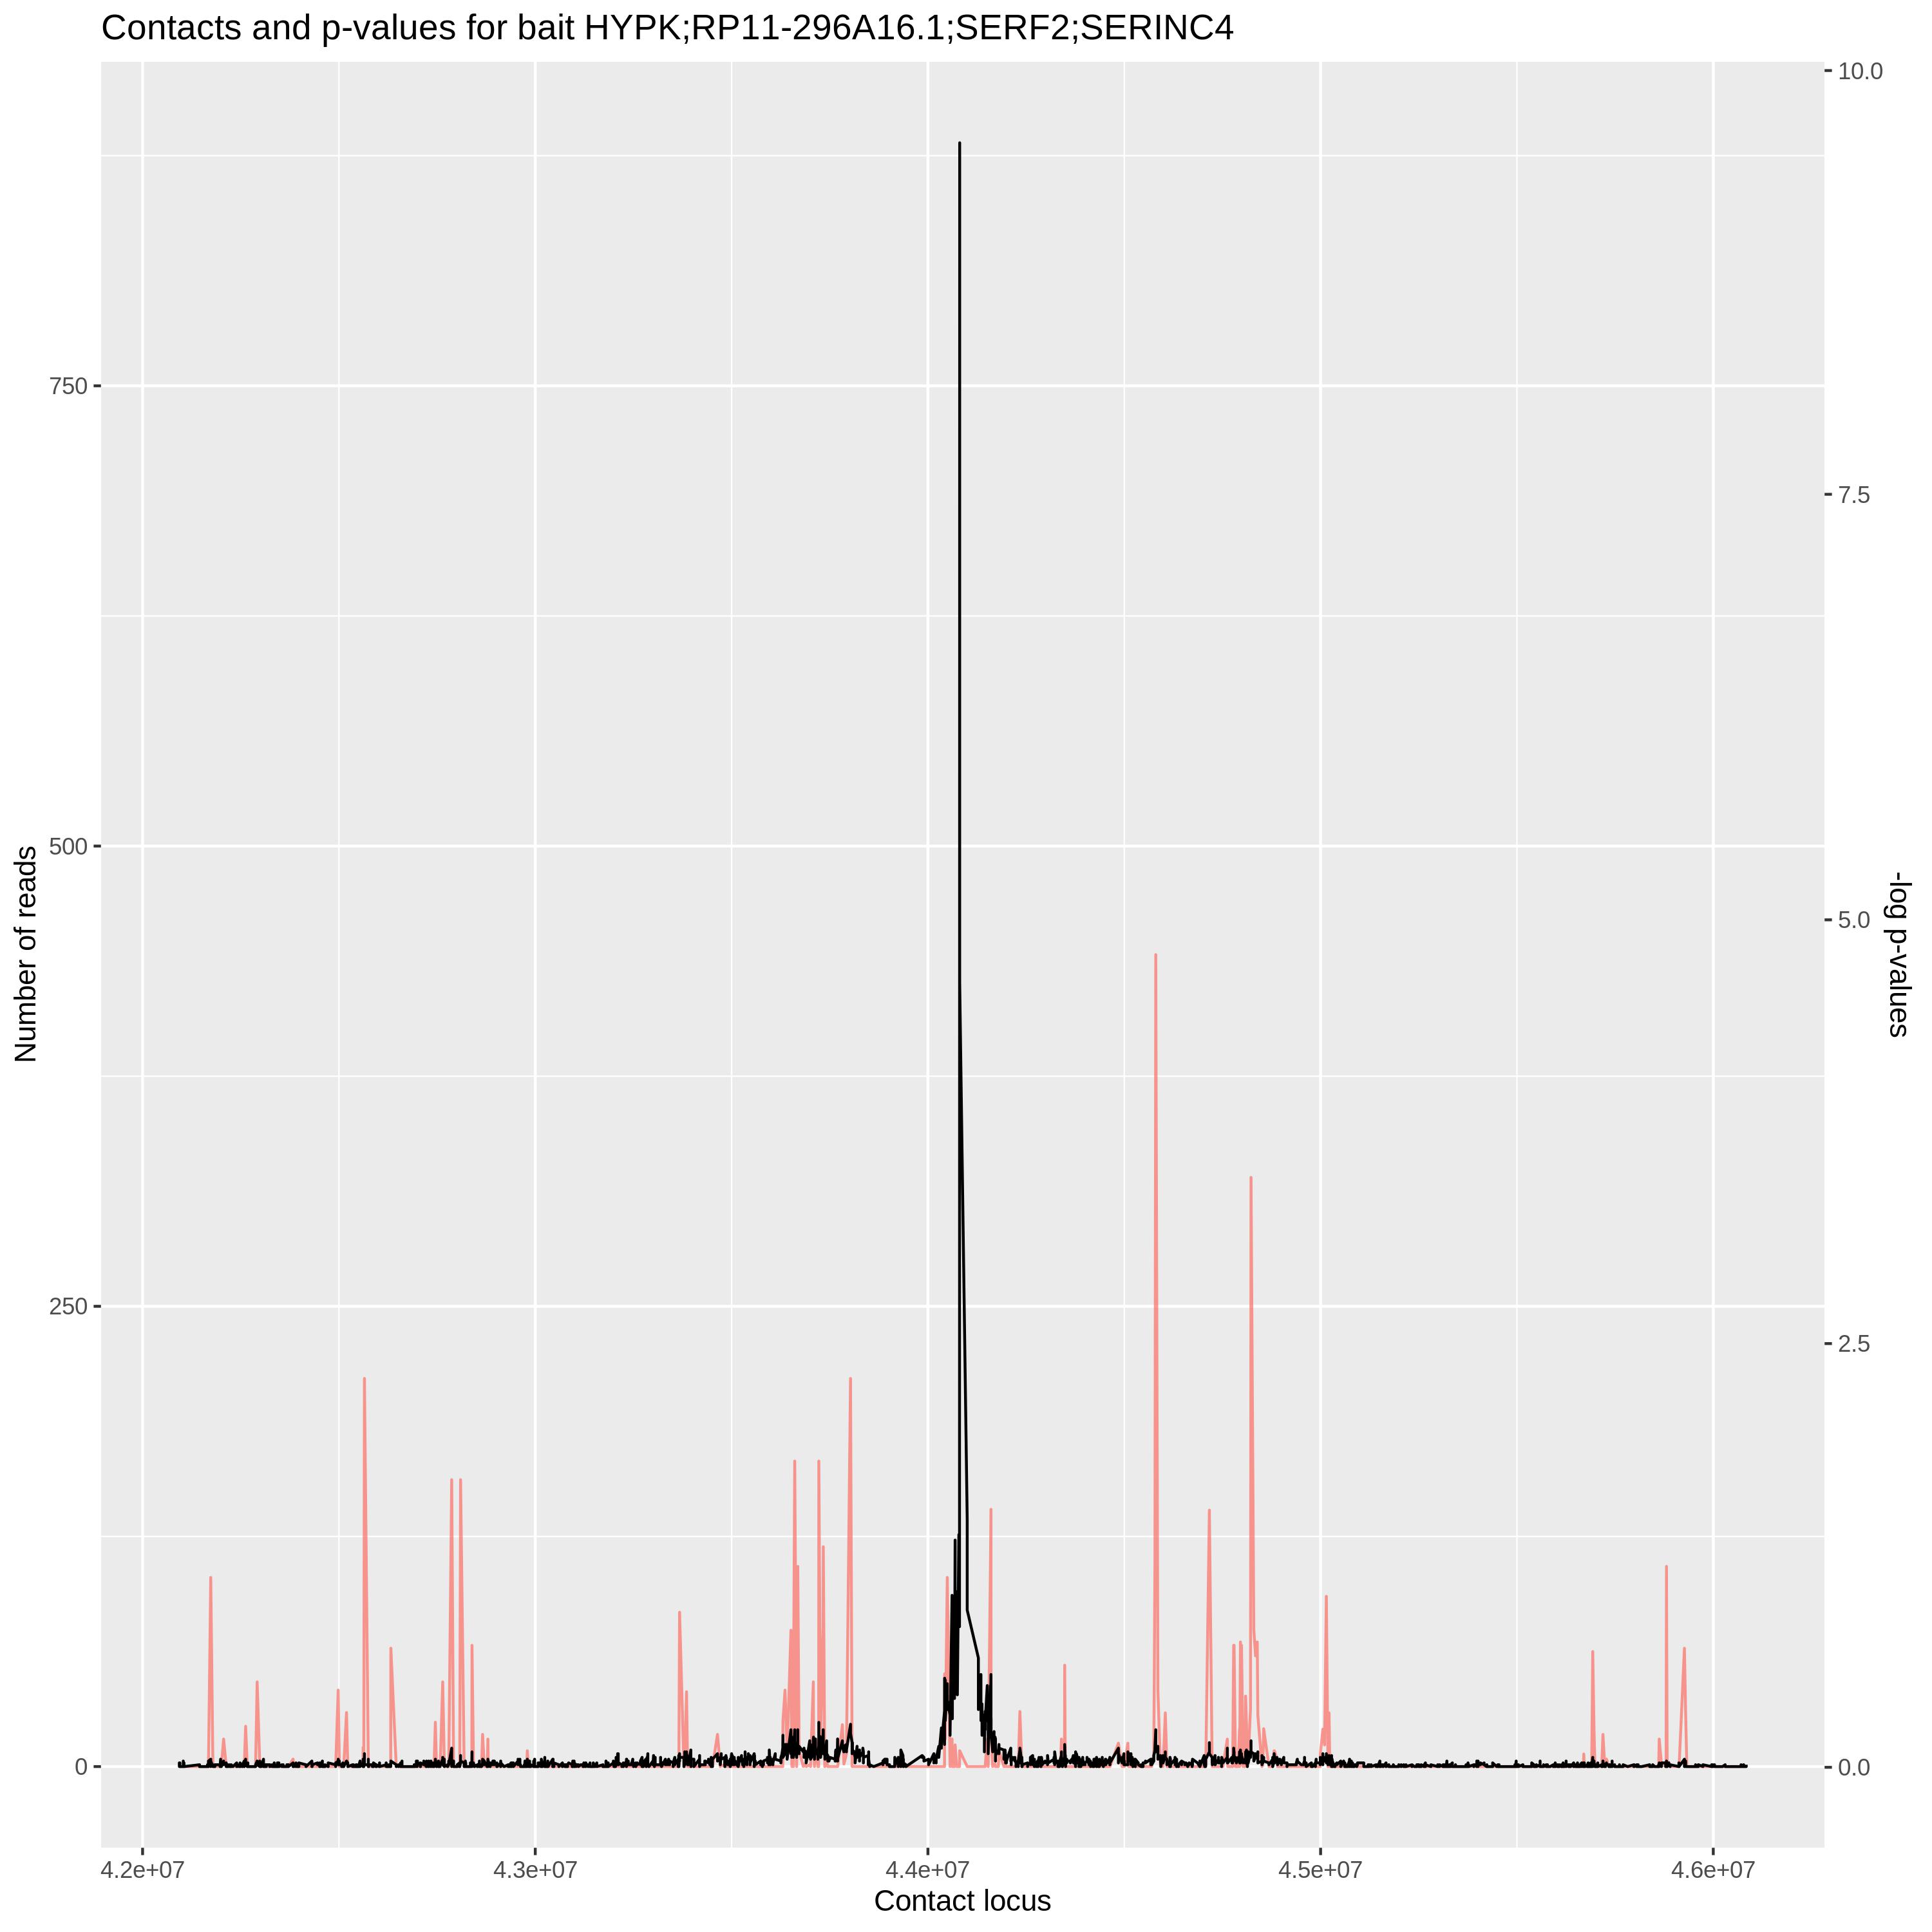 Contacts and p-values for bait HYPK;RP11-296A16.1;SERF2;SERINC4
10.0
750
7.5
500
5.0
Number of reads
-log p-values
250
2.5
0
0.0
4.2e+07 4.3e+07 4.4e+07 4.5e+07 4.6e+07
Contact locus